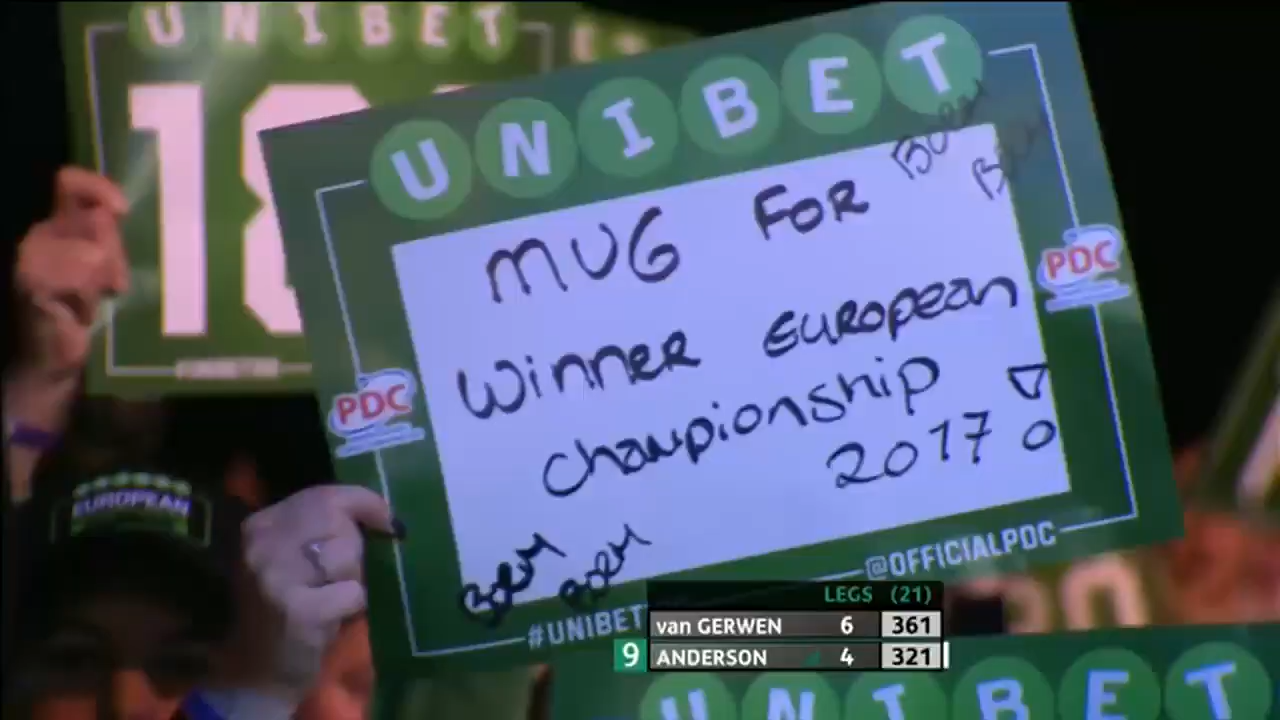 UNIBET
18
UNIBET
MUG FOR
WINNER EUROPEAN
CHAMPIONSHIP
2017
PDC
PDC
EUROPEAN
@OFFICIALPDC
#UNIBET
LEGS (21)
van GERWEN 6 361
9 ANDERSON 4 321
UNIBET